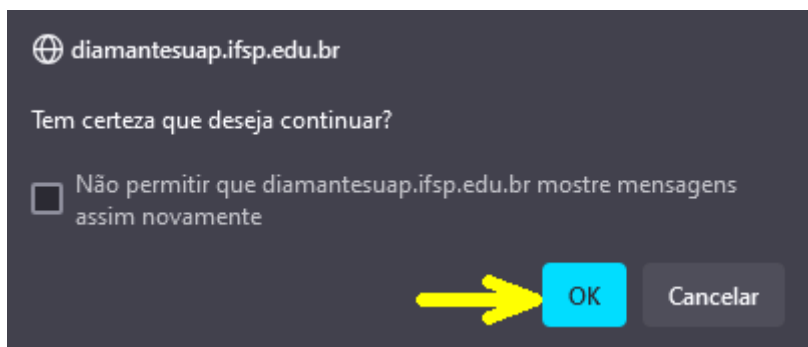 diamantesuap.ifsp.edu.br
Tem certeza que deseja continuar?
Não permitir que diamantesuap.ifsp.edu.br mostre mensagens
assim novamente
OK
Cancelar